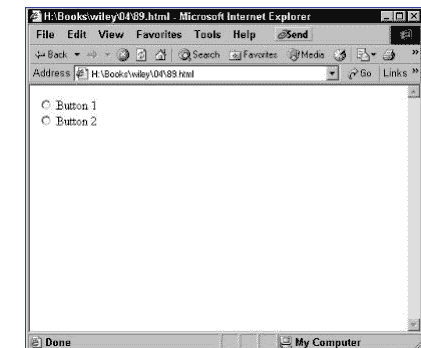 H:\Books\wiley\04\89.html - Microsoft Internet Explorer
File Edit View Favorites Tools Help Send
Back Search Favorites Media »
Address H:\Books\wiley\04\89.html Go Links »
Button 1
Button 2
Done My Computer